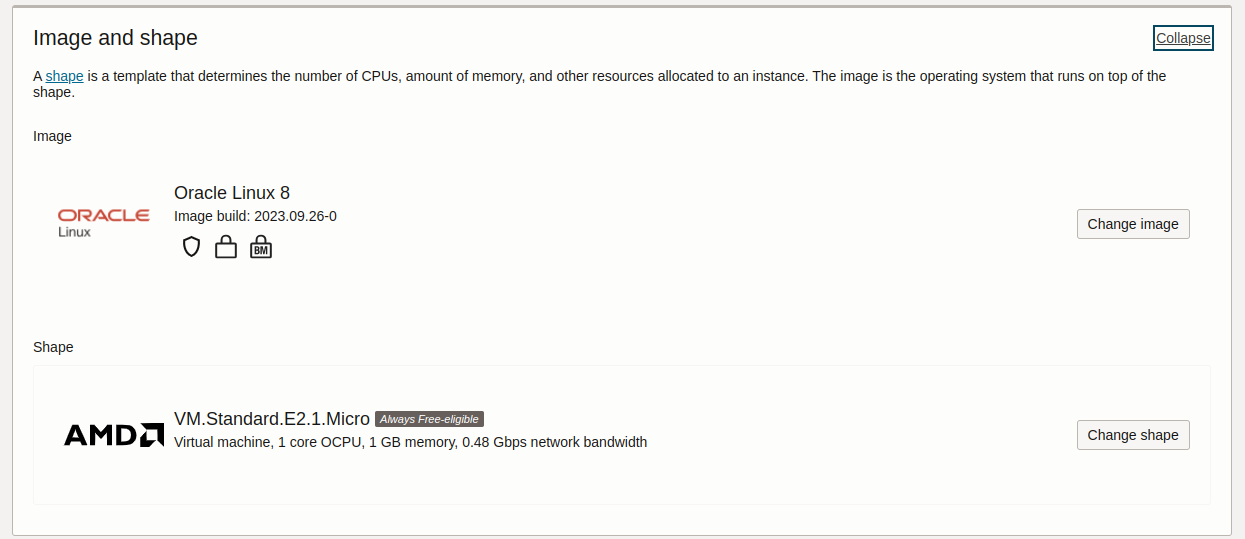 Image and shape
Collapse
A shape is a template that determines the number of CPUs, amount of memory, and other resources allocated to an instance. The image is the operating system that runs on top of the
shape.
Image
ORACLE
Linux
Oracle Linux 8
Image build: 2023.09.26-0
BM
Change image
Shape
AMD
VM.Standard.E2.1.Micro Always Free-eligible
Virtual machine, 1 core OCPU, 1 GB memory, 0.48 Gbps network bandwidth
Change shape